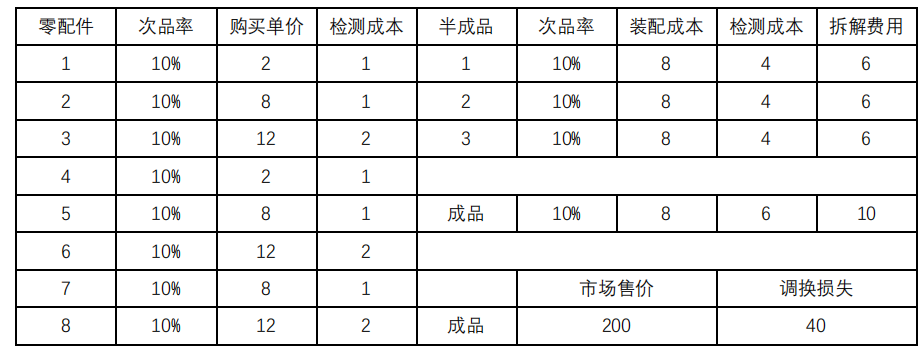 零配件 次品率 购买单价 检测成本 半成品 次品率 装配成本 检测成本 拆解费用
1 10% 2 1 1 10% 8 4 6
2 10% 8 1 2 10% 8 4 6
3 10% 12 2 3 10% 8 4 6
4 10% 2 1
5 10% 8 1 成品 10% 8 6 10
6 10% 12 2
7 10% 8 1 市场售价 调换损失
8 10% 12 2 成品 200 40